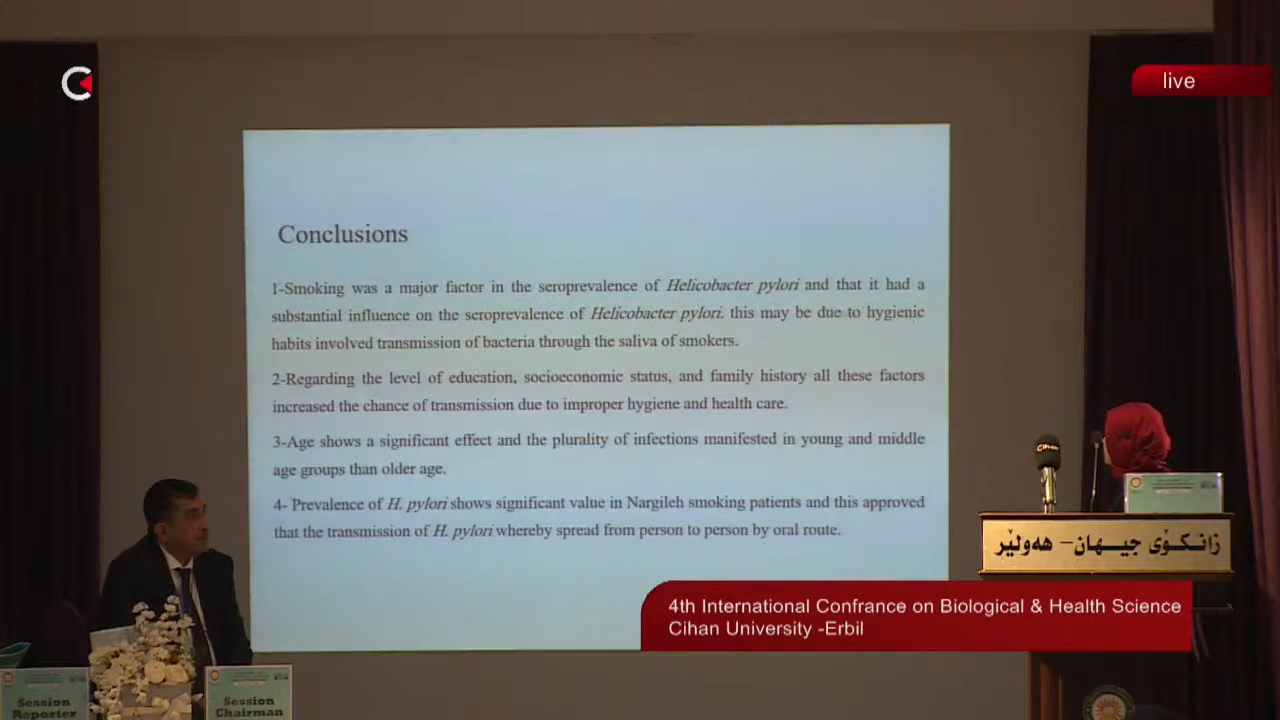 live
Conclusions
1-Smoking was a major factor in the seroprevalence of Helicobacter pylori and that it had a
substantial influence on the seroprevalence of Helicobacter pylori. this may be due to hygienic
habits involved transmission of bacteria through the saliva of smokers.
2-Regarding the level of education, socioeconomic status, and family history all these factors
increased the chance of transmission due to improper hygiene and health care.
3-Age shows a significant effect and the plurality of infections manifested in young and middle
age groups than older age.
4- Prevalence of H. pylori shows significant value in Nargileh smoking patients and this approved
that the transmission of H. pylori whereby spread from person to person by oral route.
زانکۆی جیهان - هەولێر
4th International Confrance on Biological & Health Science
Cihan University -Erbil
Session
Reporter
Session
Chairman